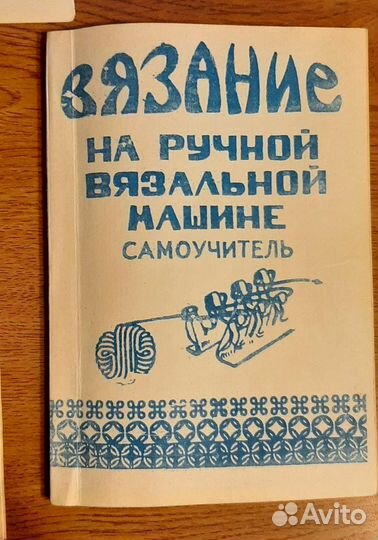 ВЯЗАНИЕ
НА РУЧНОЙ
ВЯЗАЛЬНОЙ
МАШИНЕ
САМОУЧИТЕЛЬ
Avito